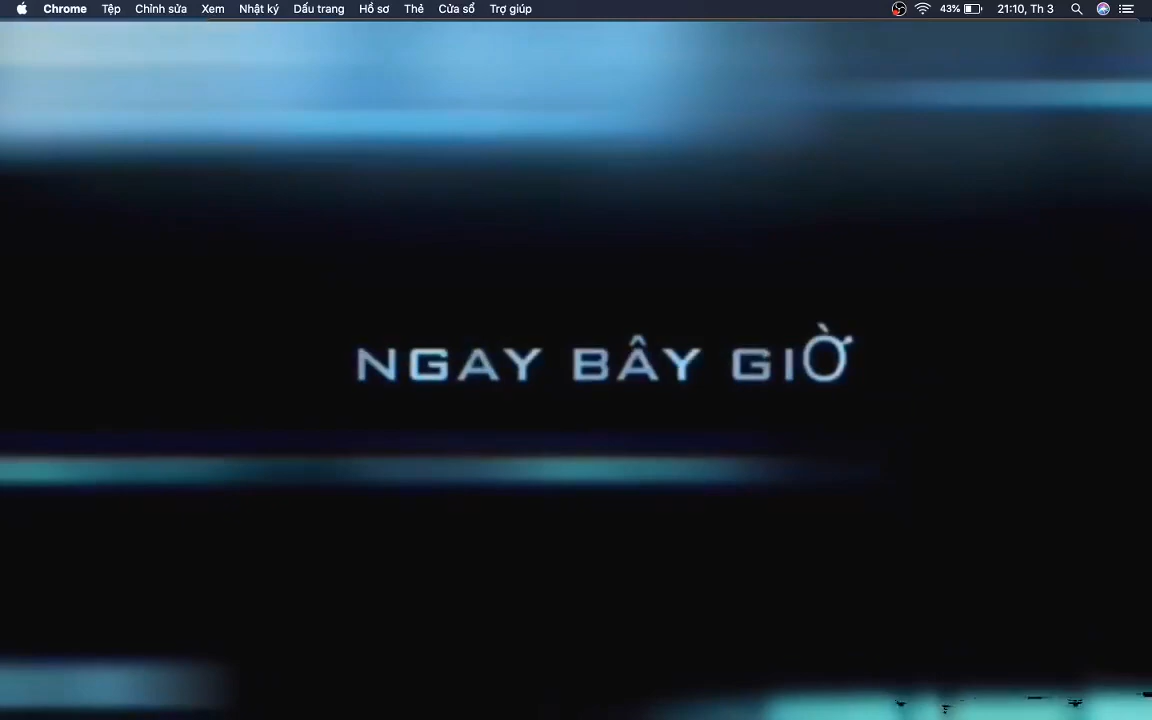 Chrome Tệp Chỉnh sửa Xem Nhật ký Dấu trang Hồ sơ Thẻ Cửa sổ Trợ giúp 43% 21:10, Th 3
NGAY BÂY GIỜ